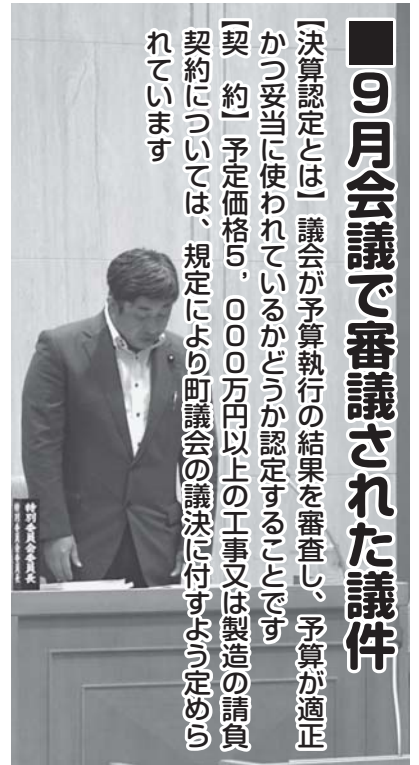 ■9月会議で審議された議件
【決算認定とは】議会が予算執行の結果を審査し、予算が適正
かつ妥当に使われているかどうか認定することです
【契　約】予定価格5，000万円以上の工事又は製造の請負
契約については、規定により町議会の議決に付すよう定めら
れています
特別委員会委員長